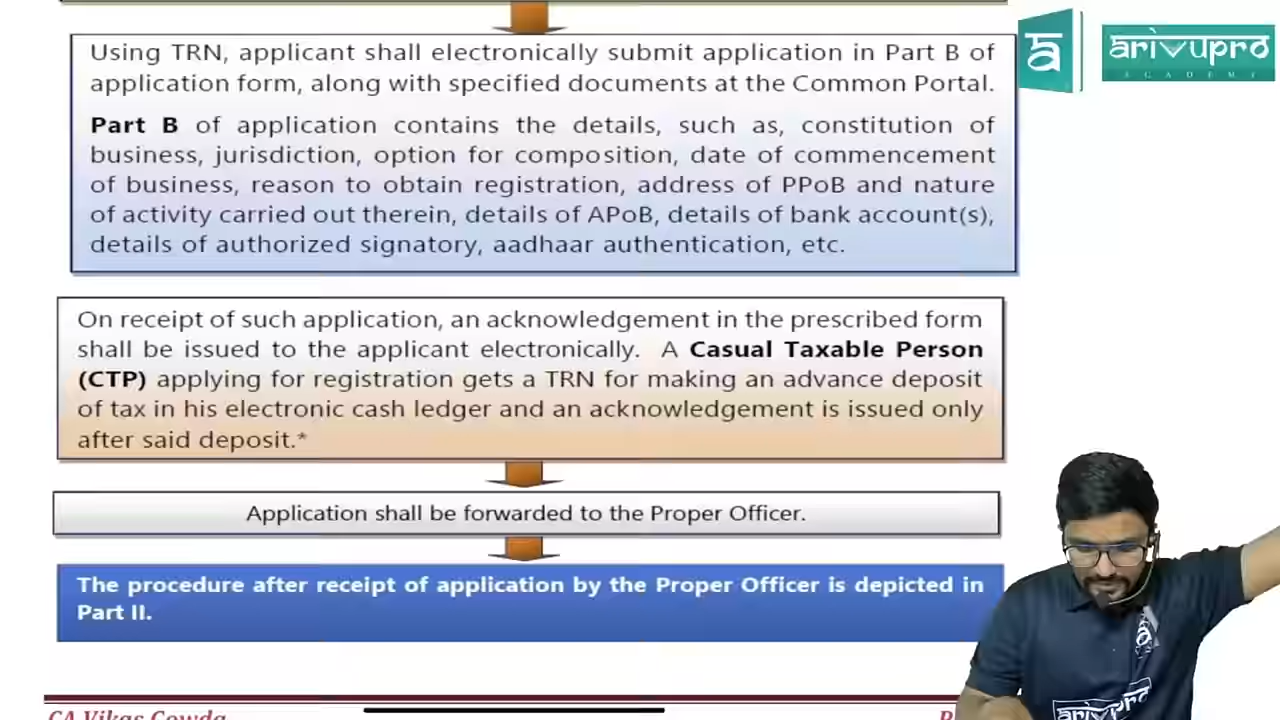 Using TRN, applicant shall electronically submit application in Part B of
application form, along with specified documents at the Common Portal.
Part B of application contains the details, such as, constitution of
business, jurisdiction, option for composition, date of commencement
of business, reason to obtain registration, address of PPoB and nature
of activity carried out therein, details of APoB, details of bank account(s),
details of authorized signatory, aadhaar authentication, etc.
On receipt of such application, an acknowledgement in the prescribed form
shall be issued to the applicant electronically. A Casual Taxable Person
(CTP) applying for registration gets a TRN for making an advance deposit
of tax in his electronic cash ledger and an acknowledgement is issued only
after said deposit.*
Application shall be forwarded to the Proper Officer.
The procedure after receipt of application by the Proper Officer is depicted in
Part II.
CA Vikas Gowda
arivupro
ACADEMY
arivupro